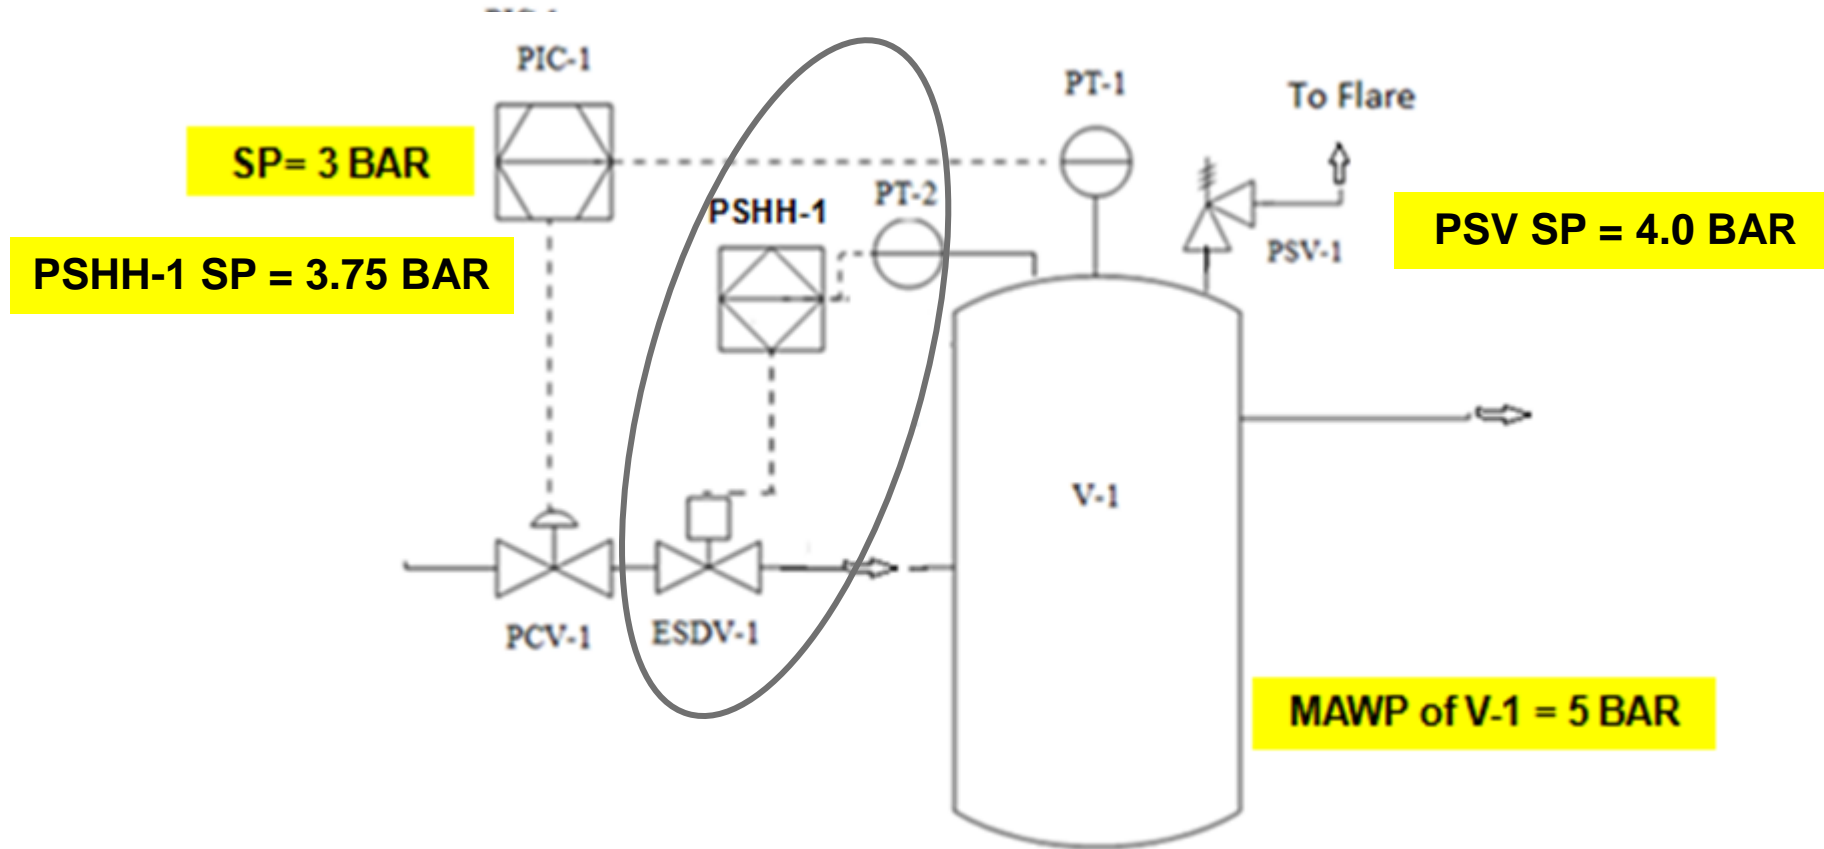 PIC-1
PT-1
To Flare
SP= 3 BAR
PT-2
PSHH-1
PSV SP = 4.0 BAR
PSV-1
PSHH-1 SP = 3.75 BAR
V-1
PCV-1
ESDV-1
MAWP of V-1 = 5 BAR